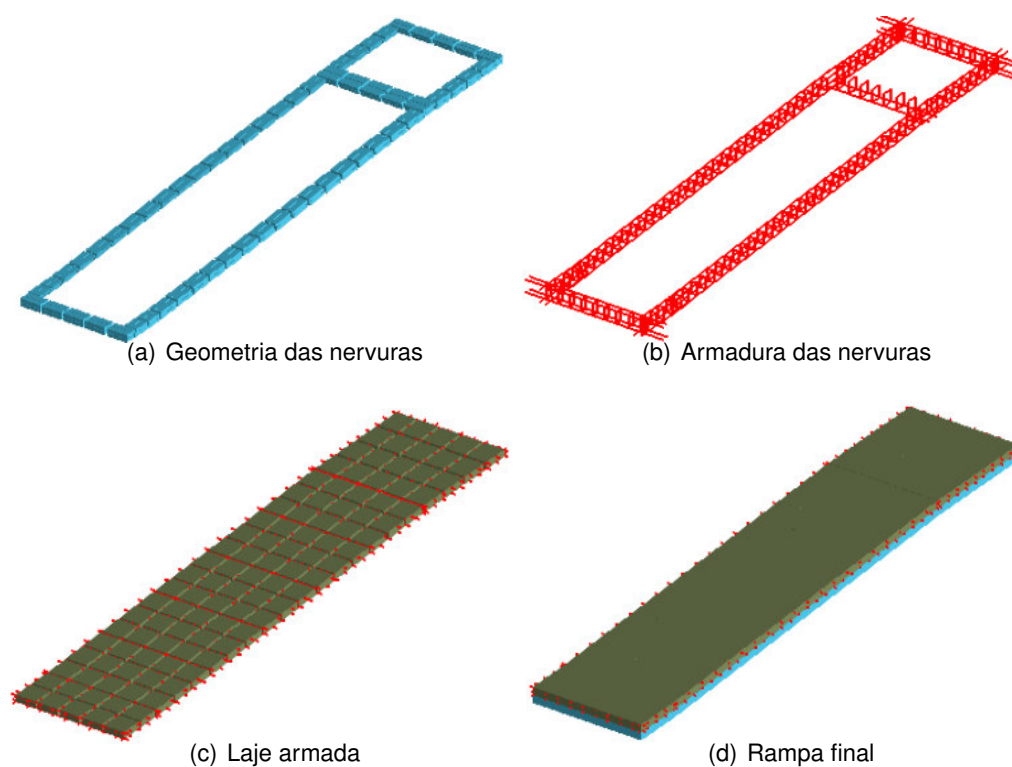 (a) Geometria das nervuras
(b) Armadura das nervuras
(c) Laje armada
(d) Rampa final